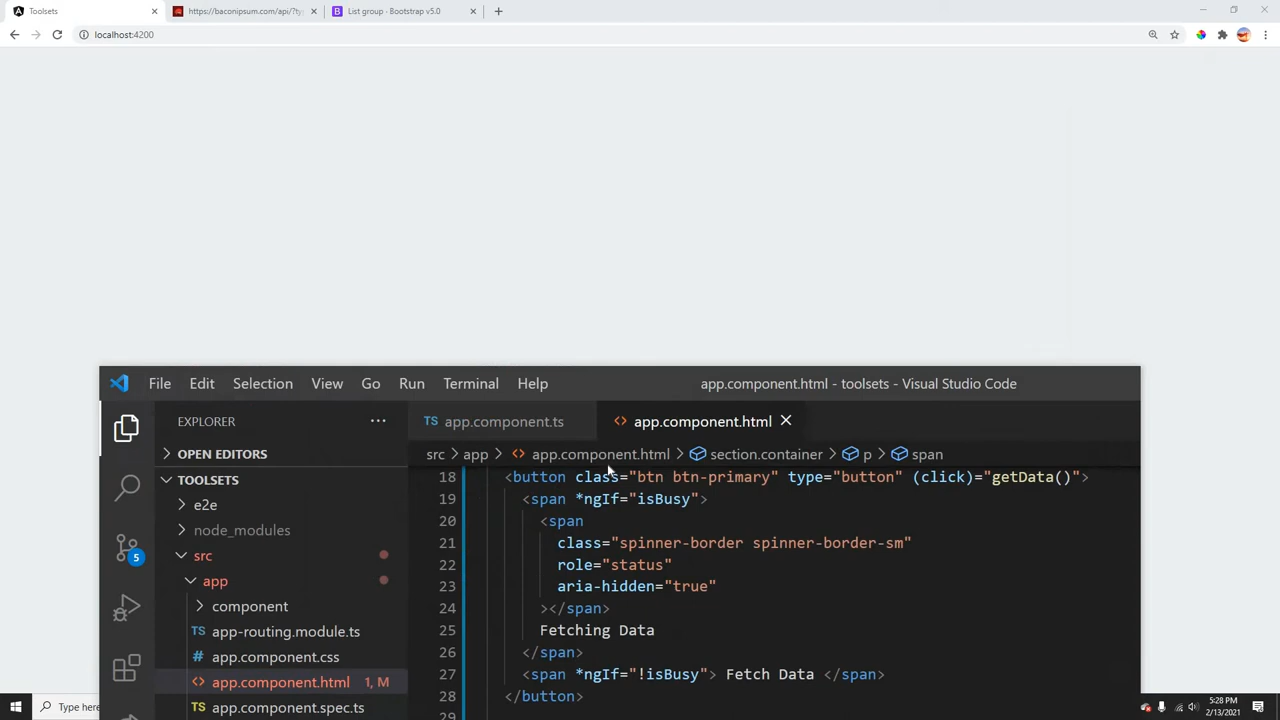 Toolsets
https://baconipsum.com/api/?ty
List group · Bootstrap v5.0
localhost:4200
File Edit Selection View Go Run Terminal Help
app.component.html - toolsets - Visual Studio Code
EXPLORER
app.component.ts
app.component.html
OPEN EDITORS
src > app > app.component.html > section.container > p > span
TOOLSETS
e2e
node_modules
src
app
component
TS app-routing.module.ts
app.component.css
app.component.html 1, M
TS app.component.spec.ts
5
18 <button class="btn btn-primary" type="button" (click)="getData()">
19 <span *ngIf="isBusy">
20 <span
21 class="spinner-border spinner-border-sm"
22 role="status"
23 aria-hidden="true"
24 ></span>
25 Fetching Data
26 </span>
27 <span *ngIf="!isBusy"> Fetch Data </span>
28 </button>
29
Type here
5:28 PM
2/13/2021